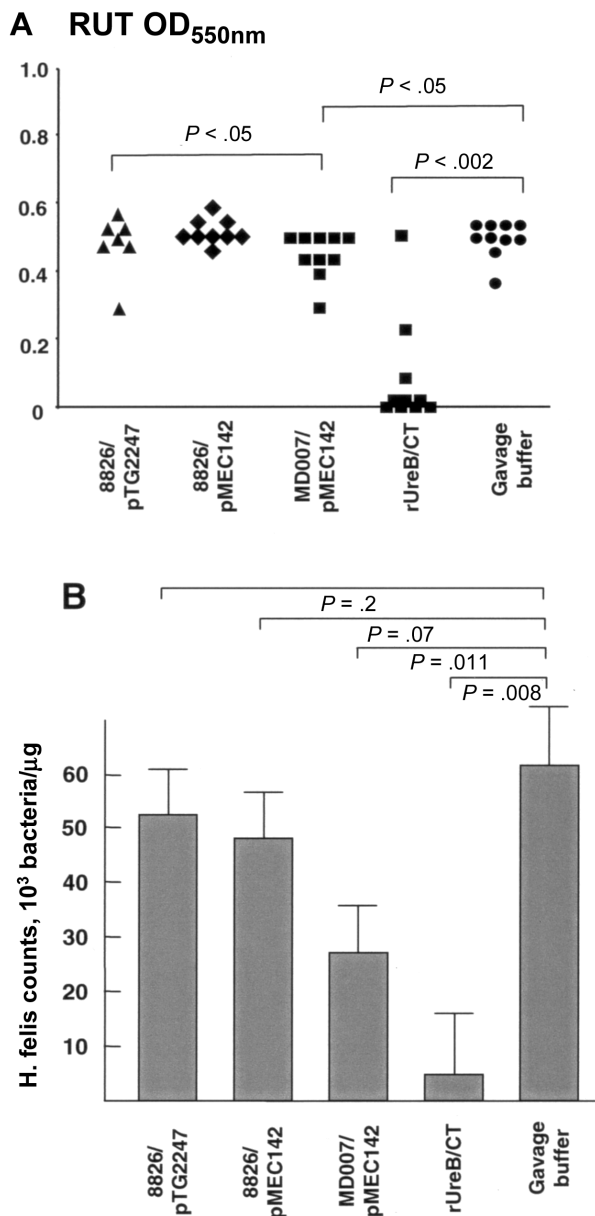 A RUT OD550nm
1.0
0.8
0.6
0.4
0.2
0
P < .05
P < .05
P < .002
8826/
pTG2247
8826/
pMEC142
MD007/
pMEC142
rUreB/CT
Gavage
buffer
B
P = .2
P = .07
P = .011
P = .008
H. felis counts, 10³ bacteria/μg
60
50
40
30
20
10
8826/
pTG2247
8826/
pMEC142
MD007/
pMEC142
rUreB/CT
Gavage
buffer